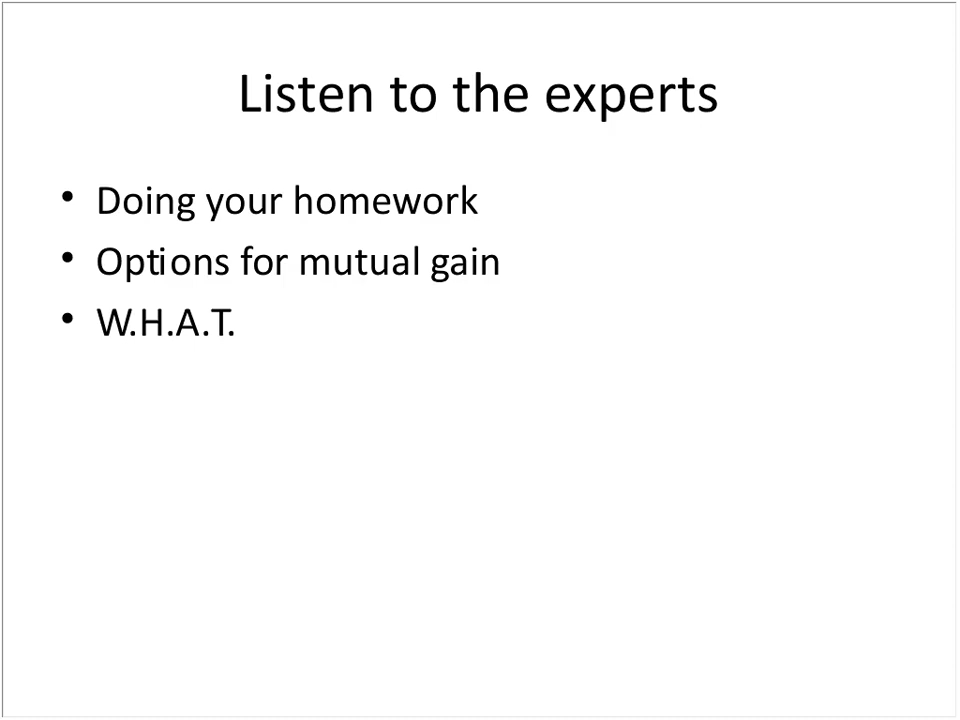 Listen to the experts
• Doing your homework
• Options for mutual gain
• W.H.A.T.